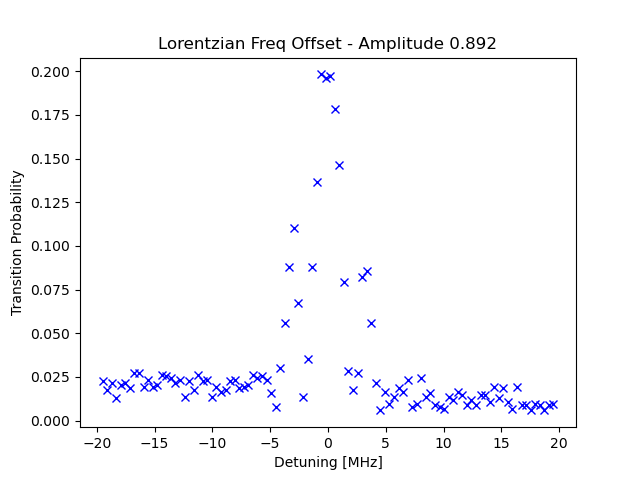 Lorentzian Freq Offset - Amplitude 0.892
0.200
0.175
0.150
0.125
0.100
0.075
0.050
0.025
0.000
Transition Probability
−20 −15 −10 −5 0 5 10 15 20
Detuning [MHz]